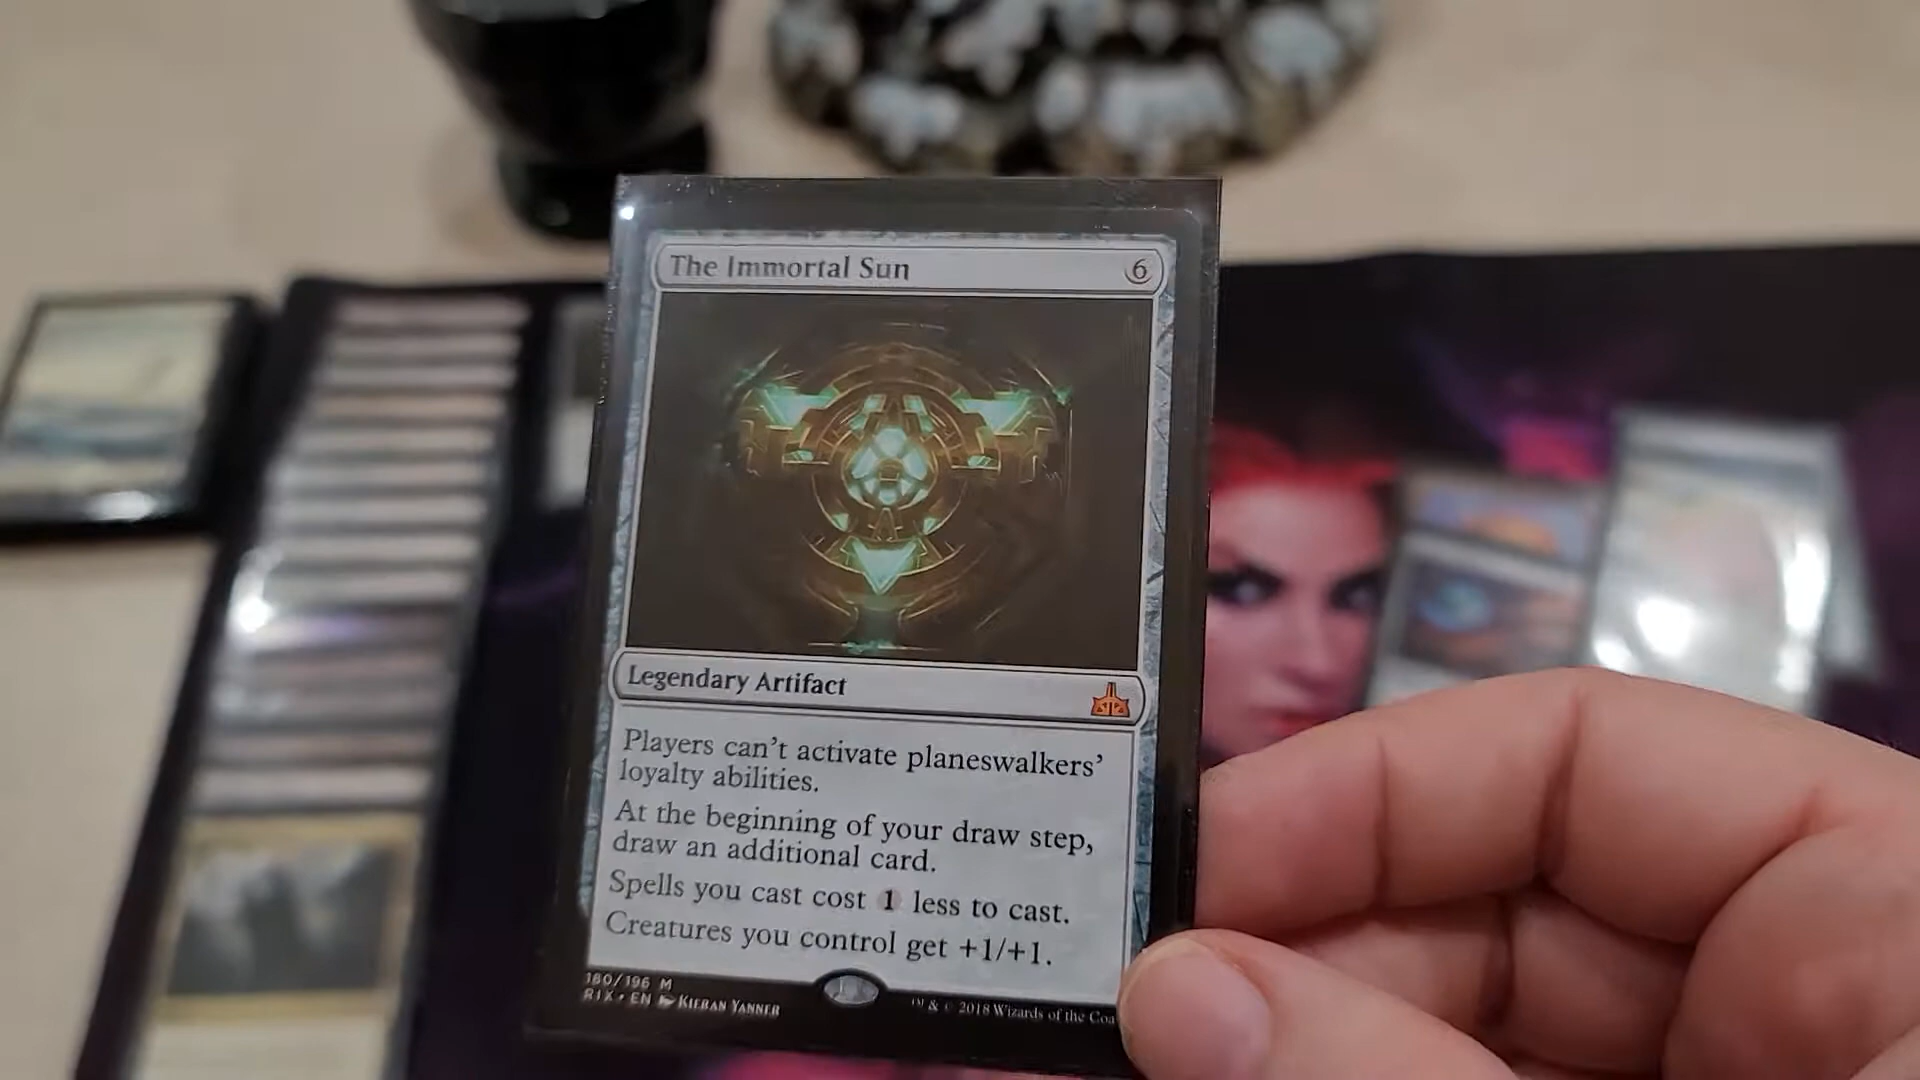 The Immortal Sun 6
Legendary Artifact
Players can't activate planeswalkers'
loyalty abilities.
At the beginning of your draw step,
draw an additional card.
Spells you cast cost 1 less to cast.
Creatures you control get +1/+1.
180/196 M
RIX • EN KIERAN YANNER
™ & © 2018 Wizards of the Coa